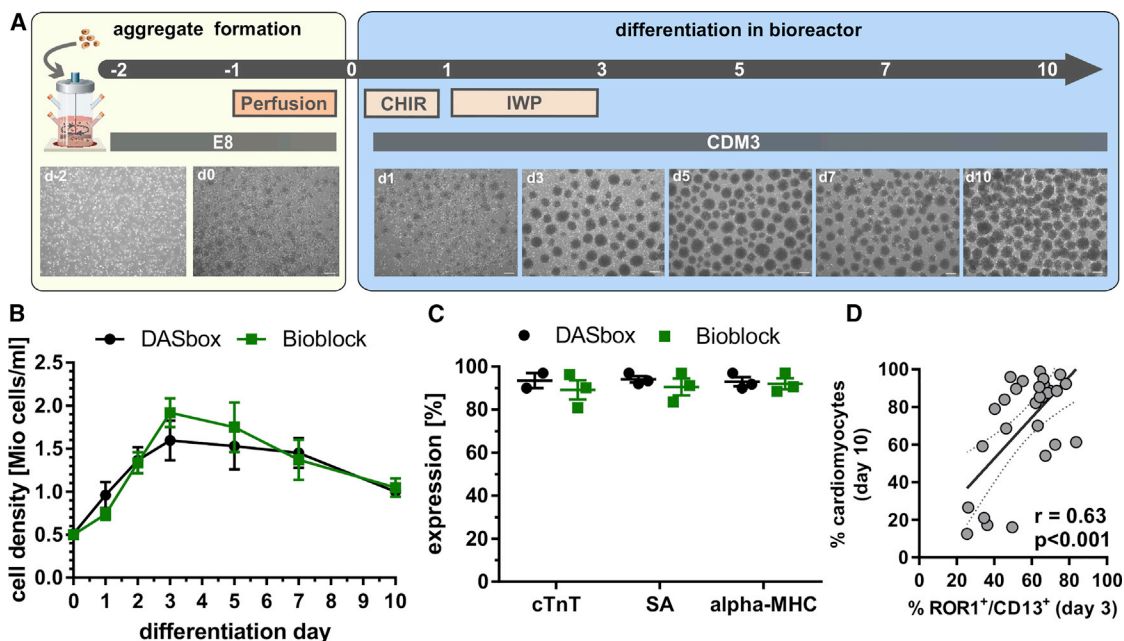 A
aggregate formation
differentiation in bioreactor
-2 -1 0 1 3 5 7 10
Perfusion CHIR IWP
E8 CDM3
d-2 d0 d1 d3 d5 d7 d10
B
DASbox Bioblock
cell density [Mio cells/ml]
2.5
2.0
1.5
1.0
0.5
0.0
0 1 2 3 4 5 6 7 8 9 10
differentiation day
C
DASbox Bioblock
expression [%]
100
80
60
40
20
0
cTnT SA alpha-MHC
D
% cardiomyocytes
(day 10)
100
80
60
40
20
0
r = 0.63
p<0.001
0 20 40 60 80 100
% ROR1⁺/CD13⁺ (day 3)